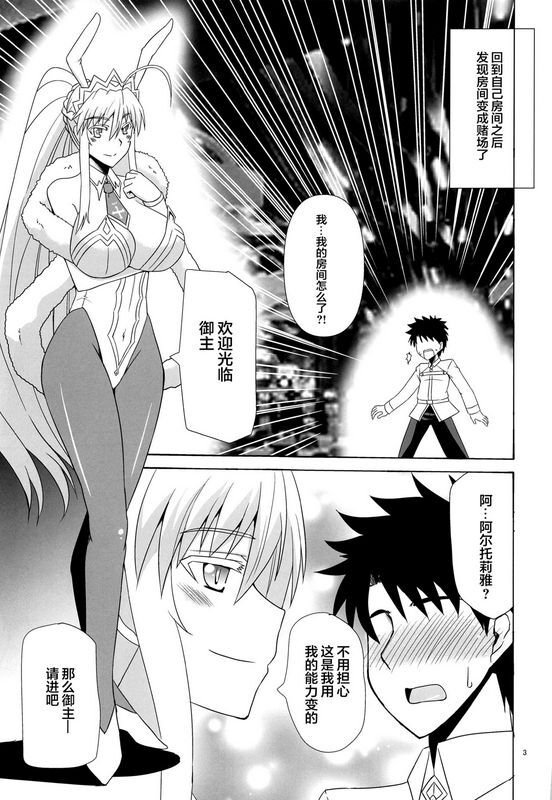 回到自己房间之后
发现房间变成赌场了
我…我的房间怎么了?!
欢迎光临
御主
阿…阿尔托莉雅?
不用担心
这是我用
我的能力变的
那么御主—
请进吧
3